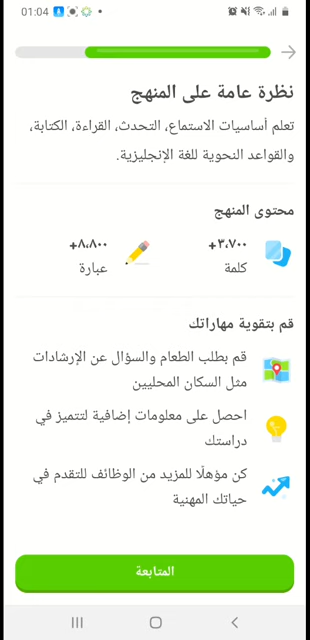 01:04
نظرة عامة على المنهج
تعلم أساسيات الاستماع، التحدث، القراءة، الكتابة،
والقواعد النحوية للغة الإنجليزية.
محتوى المنهج
+٣،٧٠٠
كلمة
+٨،٨٠٠
عبارة
قم بتقوية مهاراتك
قم بطلب الطعام والسؤال عن الإرشادات
مثل السكان المحليين
احصل على معلومات إضافية لتتميز في
دراستك
كن مؤهلًا للمزيد من الوظائف للتقدم في
حياتك المهنية
المتابعة